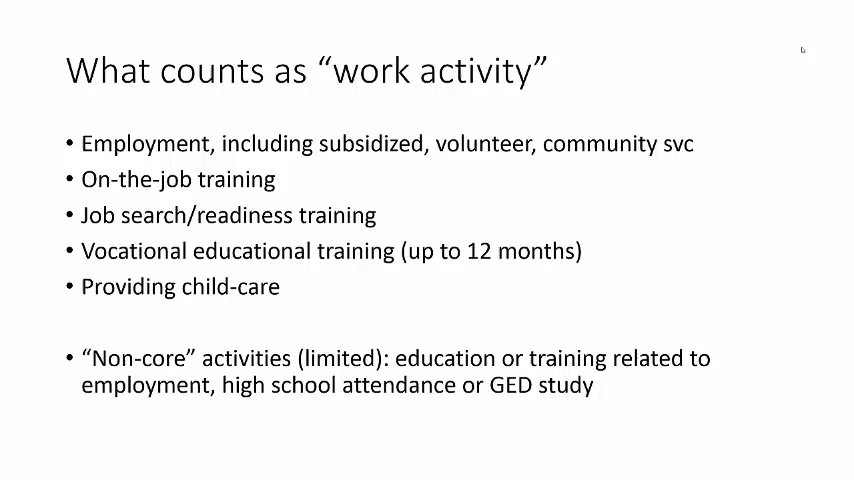 What counts as “work activity”
• Employment, including subsidized, volunteer, community svc
• On-the-job training
• Job search/readiness training
• Vocational educational training (up to 12 months)
• Providing child-care
• “Non-core” activities (limited): education or training related to
employment, high school attendance or GED study